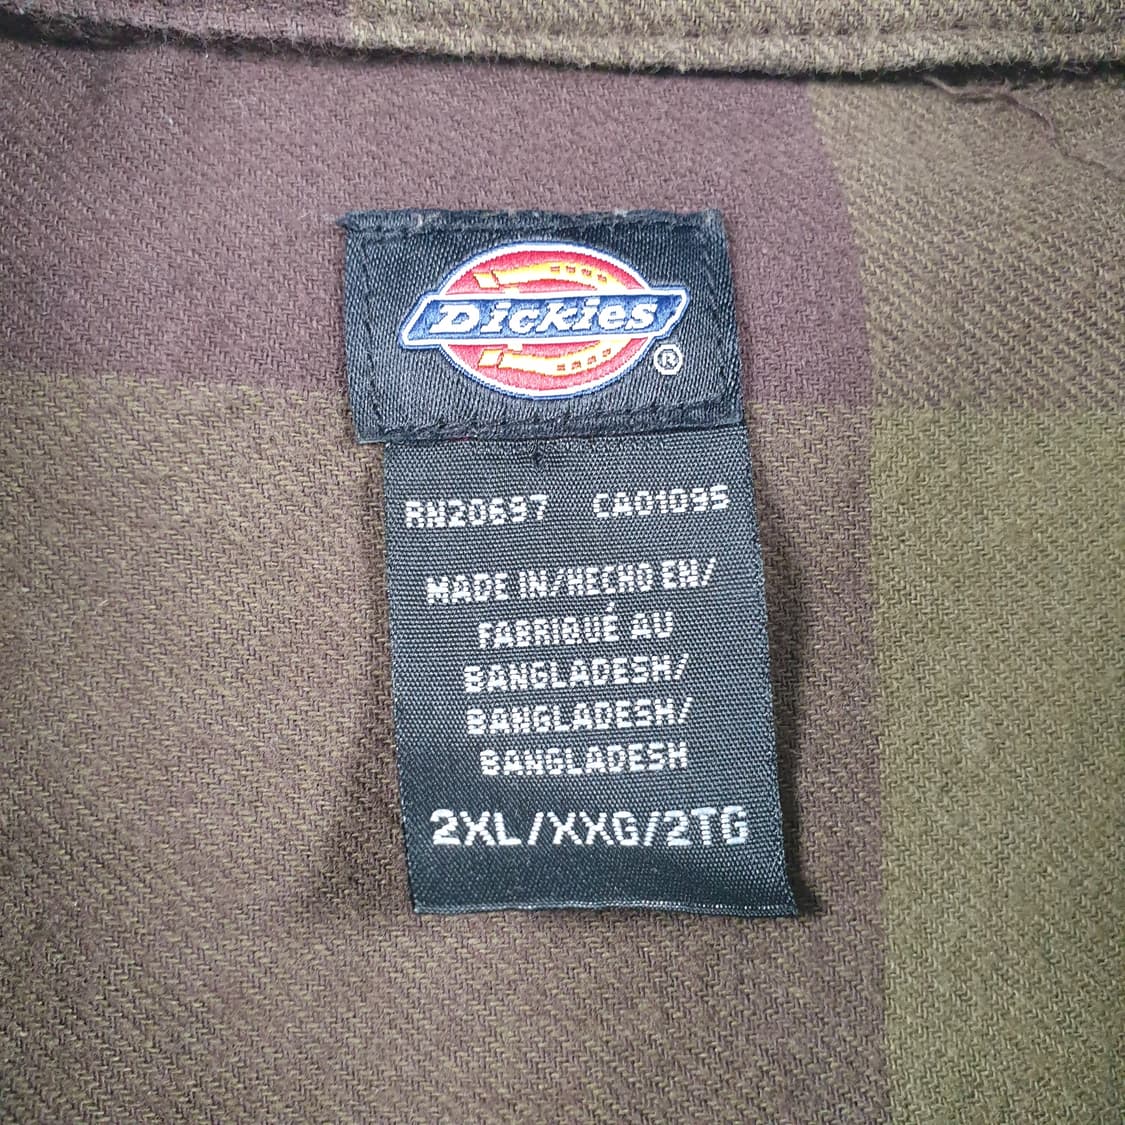 Dickies®
RN20697 CA01095
MADE IN/HECHO EN/
FABRIQUÉ AU
BANGLADESH/
BANGLADESH/
BANGLADESH
2XL/XXG/2TG